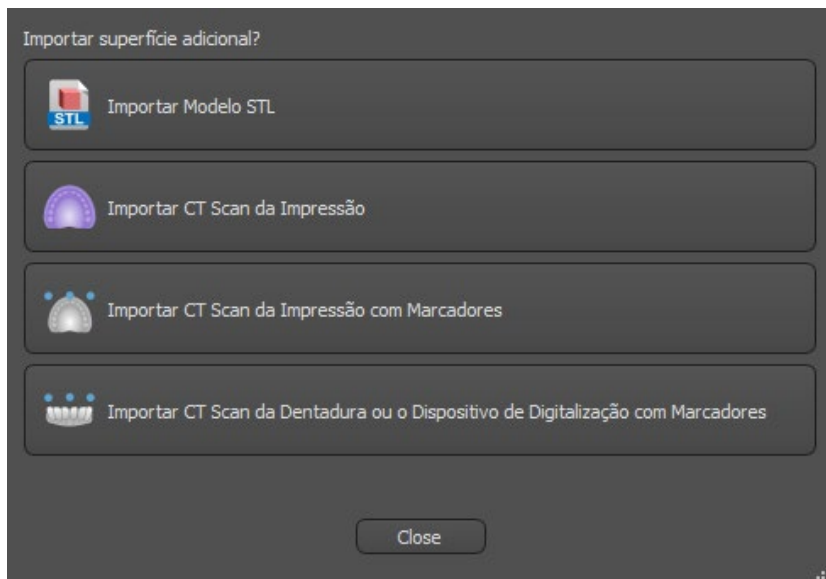 Importar superfície adicional?
STL
Importar Modelo STL
Importar CT Scan da Impressão
Importar CT Scan da Impressão com Marcadores
Importar CT Scan da Dentadura ou o Dispositivo de Digitalização com Marcadores
Close